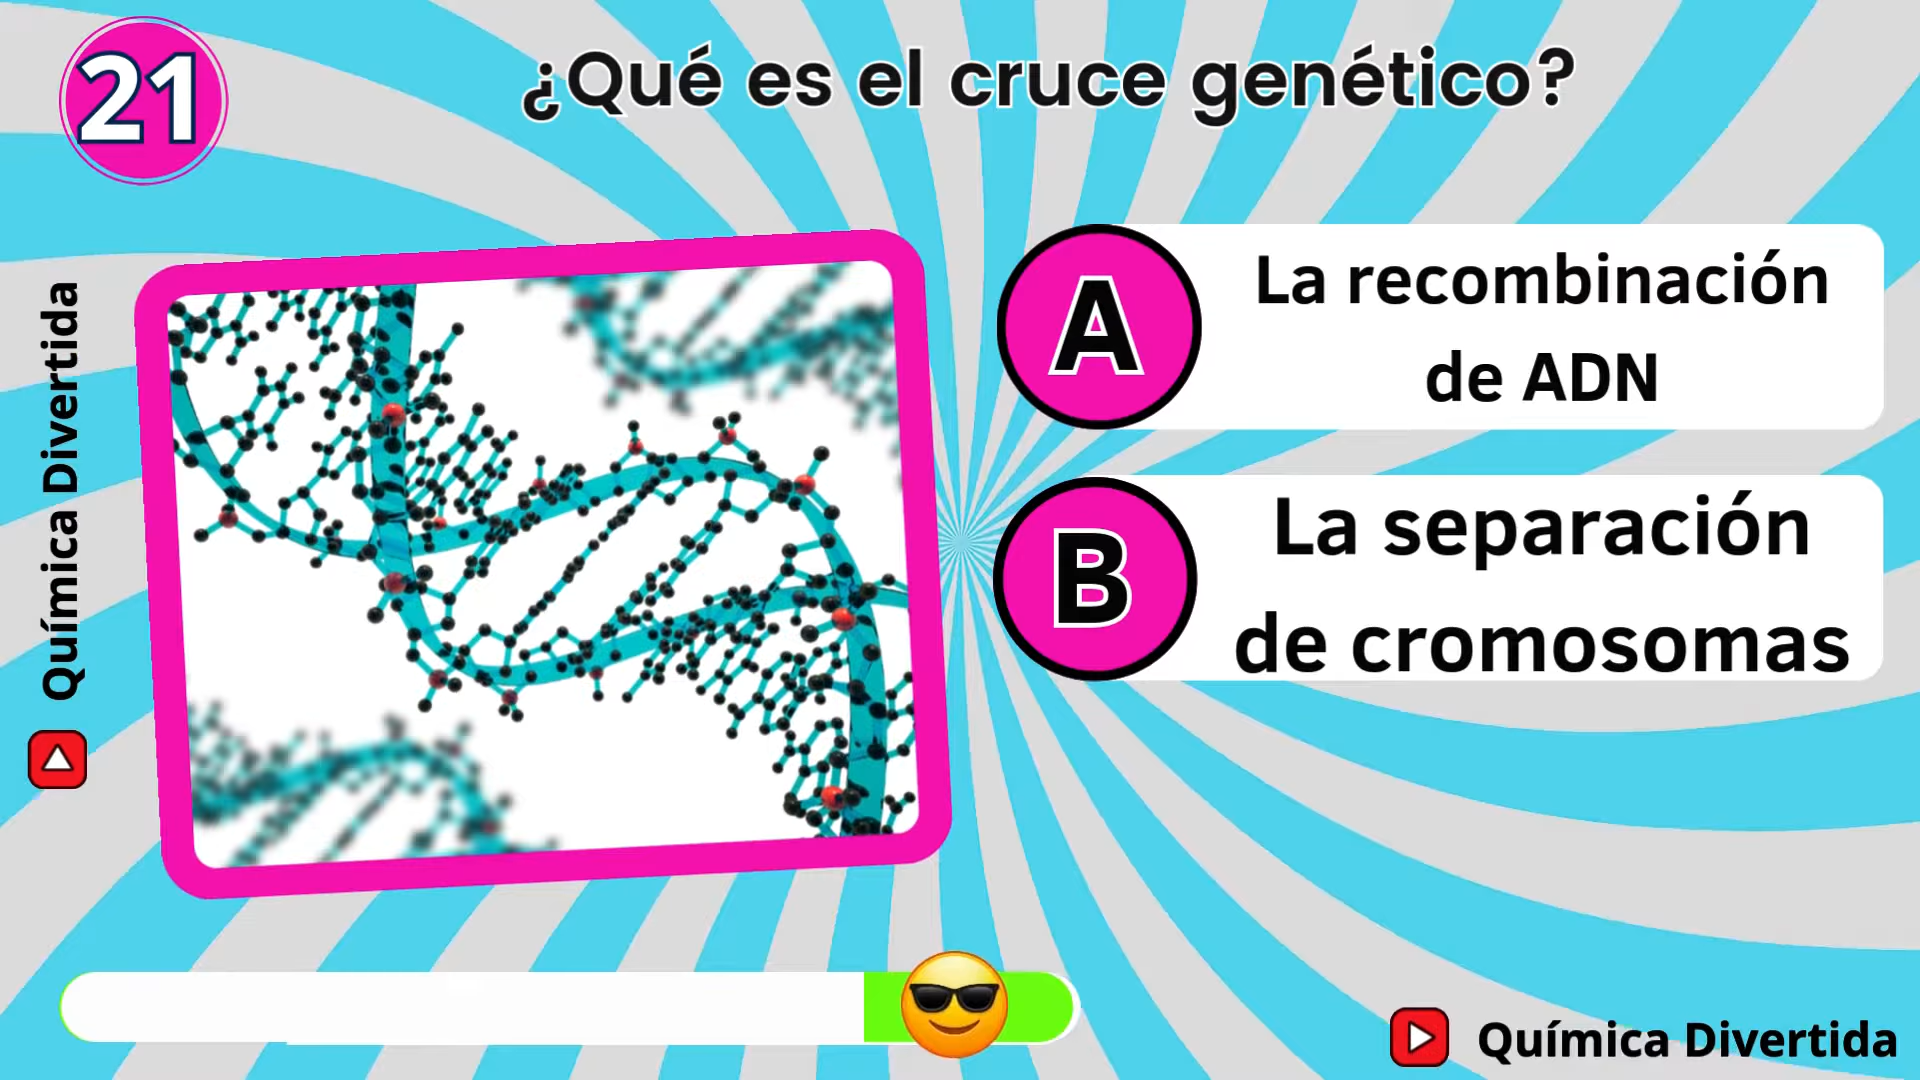 21
¿Qué es el cruce genético?
A
La recombinación
de ADN
B
La separación
de cromosomas
Química Divertida
Química Divertida